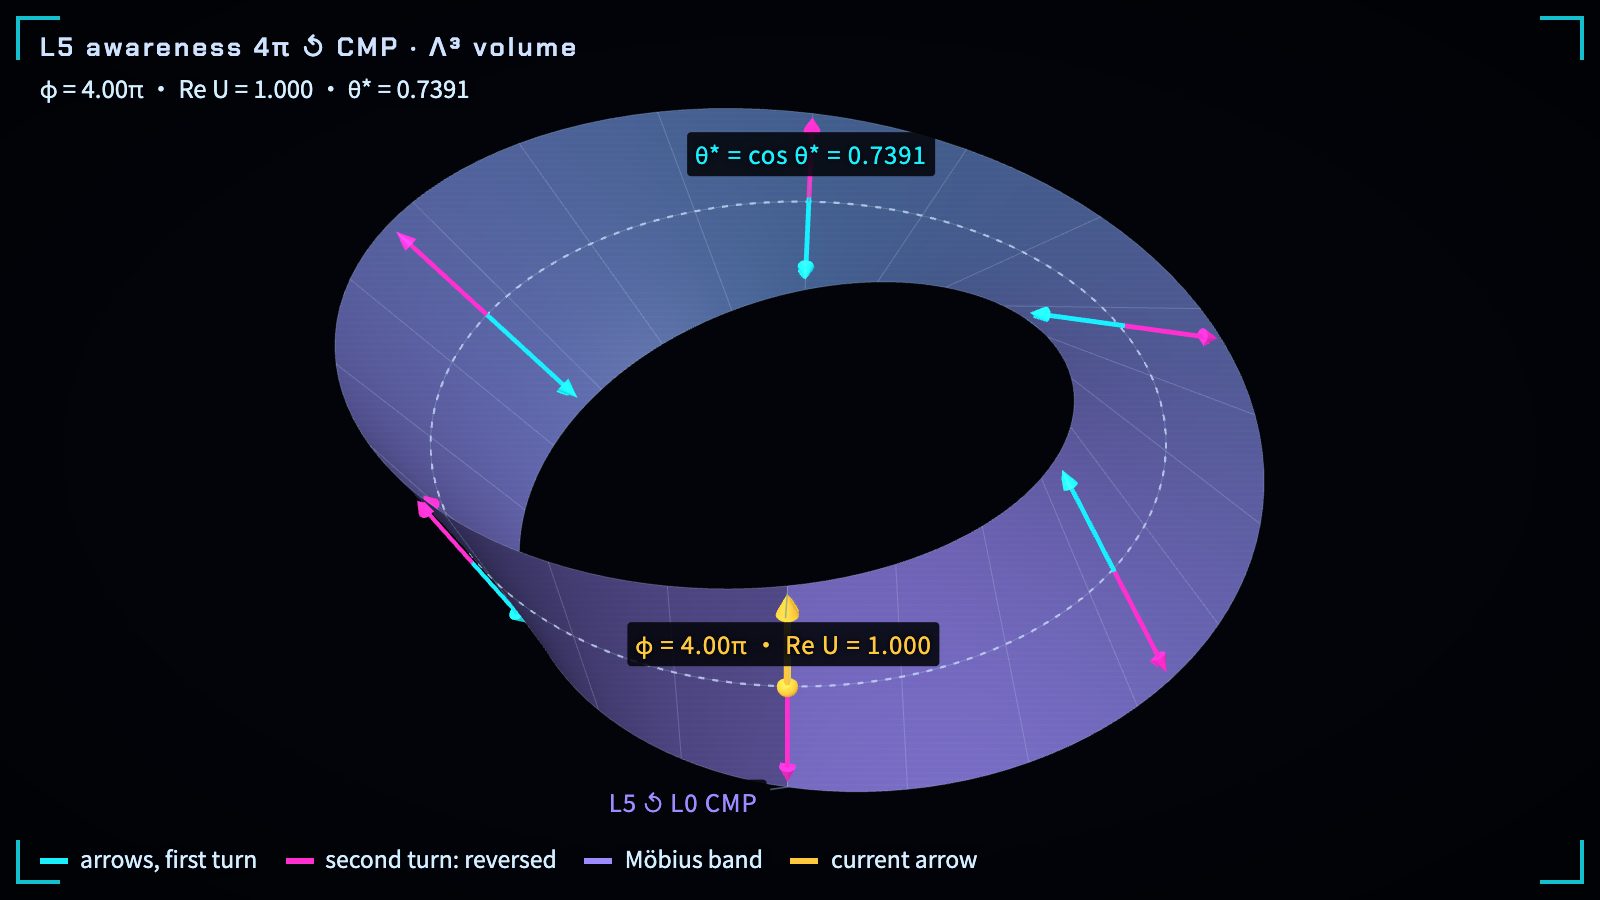 L5 awareness 4π ↺ CMP · Λ³ volume
ϕ = 4.00π • Re U = 1.000 • θ* = 0.7391
θ* = cos θ* = 0.7391
ϕ = 4.00π • Re U = 1.000
L5 ↺ L0 CMP
arrows, first turn
second turn: reversed
Möbius band
current arrow